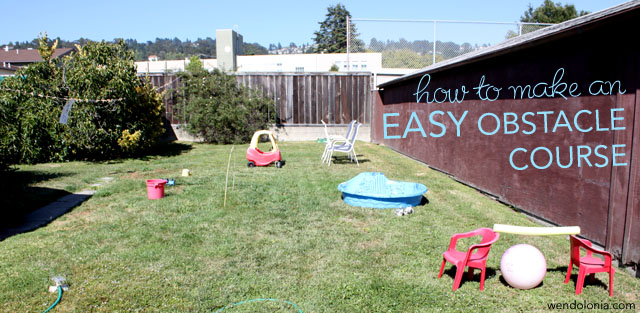 how to make an
EASY OBSTACLE
COURSE
wendolonia.com